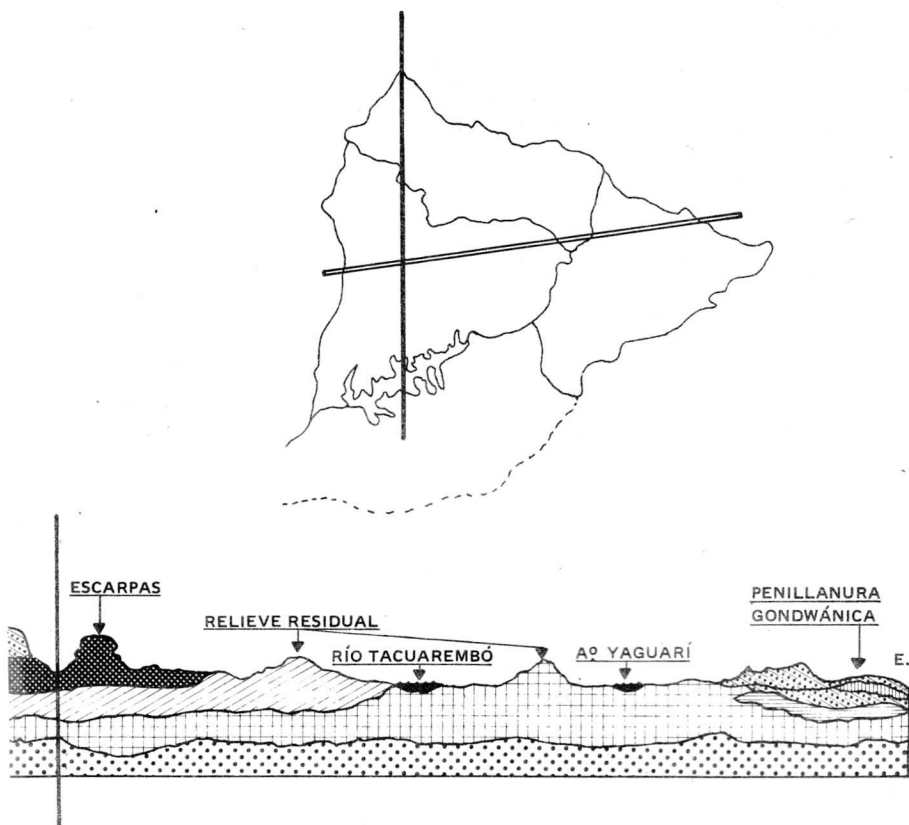 ESCARPAS
RELIEVE RESIDUAL
RÍO TACUAREMBÓ
Aº YAGUARÍ
PENILLANURA
GONDWÁNICA
E.